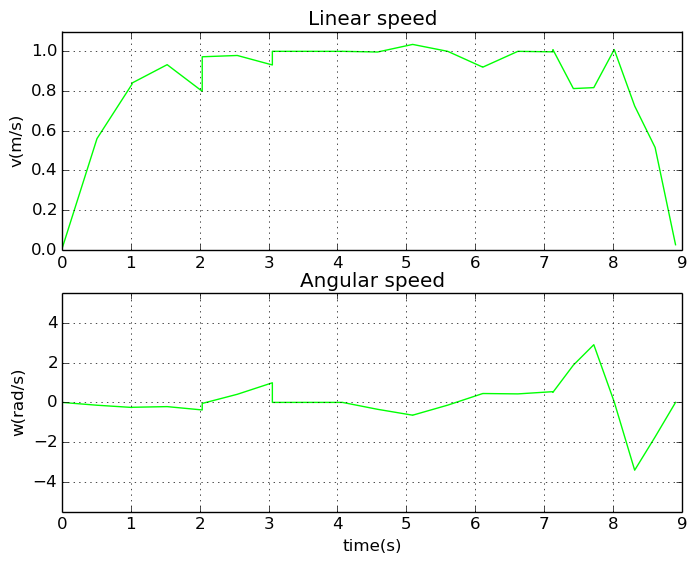 Linear speed
v(m/s)
1.0
0.8
0.6
0.4
0.2
0.0
0 1 2 3 4 5 6 7 8 9
Angular speed
w(rad/s)
4
2
0
−2
−4
0 1 2 3 4 5 6 7 8 9
time(s)